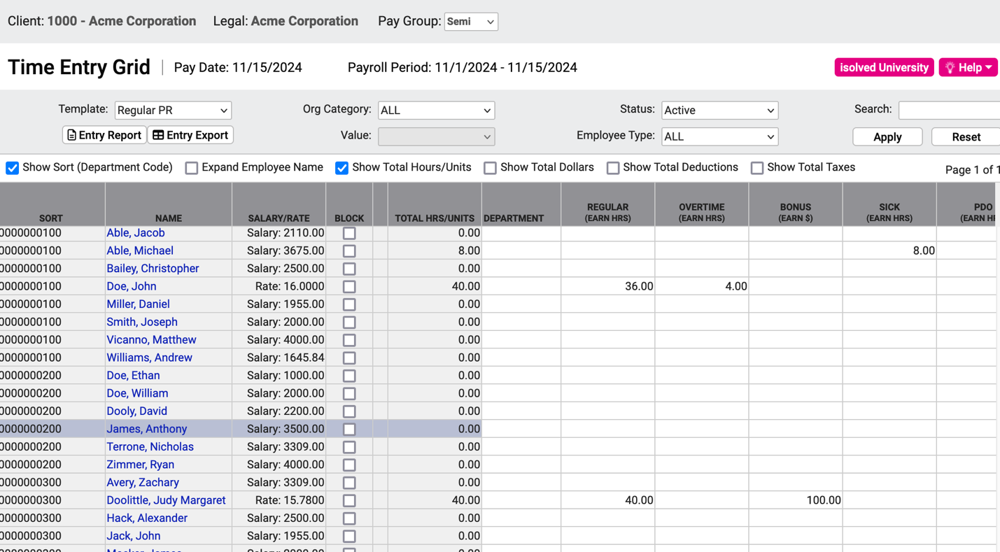 Client: 1000 - Acme Corporation Legal: Acme Corporation Pay Group: Semi
Time Entry Grid Pay Date: 11/15/2024 Payroll Period: 11/1/2024 - 11/15/2024 isolved University Help
Template: Regular PR Org Category: ALL Status: Active Search:
Entry Report Entry Export Value: Employee Type: ALL Apply Reset
Show Sort (Department Code) Expand Employee Name Show Total Hours/Units Show Total Dollars Show Total Deductions Show Total Taxes Page 1 of 1
REGULAR OVERTIME BONUS SICK PDO
SORT NAME SALARY/RATE BLOCK TOTAL HRS/UNITS DEPARTMENT (EARN HRS) (EARN HRS) (EARN $) (EARN HRS) (EARN
0000000100 Able, Jacob Salary: 2110.00 0.00
0000000100 Able, Michael Salary: 3675.00 8.00 8.00
0000000100 Bailey, Christopher Salary: 2500.00 0.00
0000000100 Doe, John Rate: 16.0000 40.00 36.00 4.00
0000000100 Miller, Daniel Salary: 1955.00 0.00
0000000100 Smith, Joseph Salary: 2000.00 0.00
0000000100 Vicanno, Matthew Salary: 4000.00 0.00
0000000100 Williams, Andrew Salary: 1645.84 0.00
0000000200 Doe, Ethan Salary: 1000.00 0.00
0000000200 Doe, William Salary: 2000.00 0.00
0000000200 Dooly, David Salary: 2200.00 0.00
0000000200 James, Anthony Salary: 3500.00 0.00
0000000200 Terrone, Nicholas Salary: 3309.00 0.00
0000000200 Zimmer, Ryan Salary: 4000.00 0.00
0000000300 Avery, Zachary Salary: 3309.00 0.00
0000000300 Doolittle, Judy Margaret Rate: 15.7800 40.00 40.00 100.00
0000000300 Hack, Alexander Salary: 2500.00 0.00
0000000300 Jack, John Salary: 1955.00 0.00